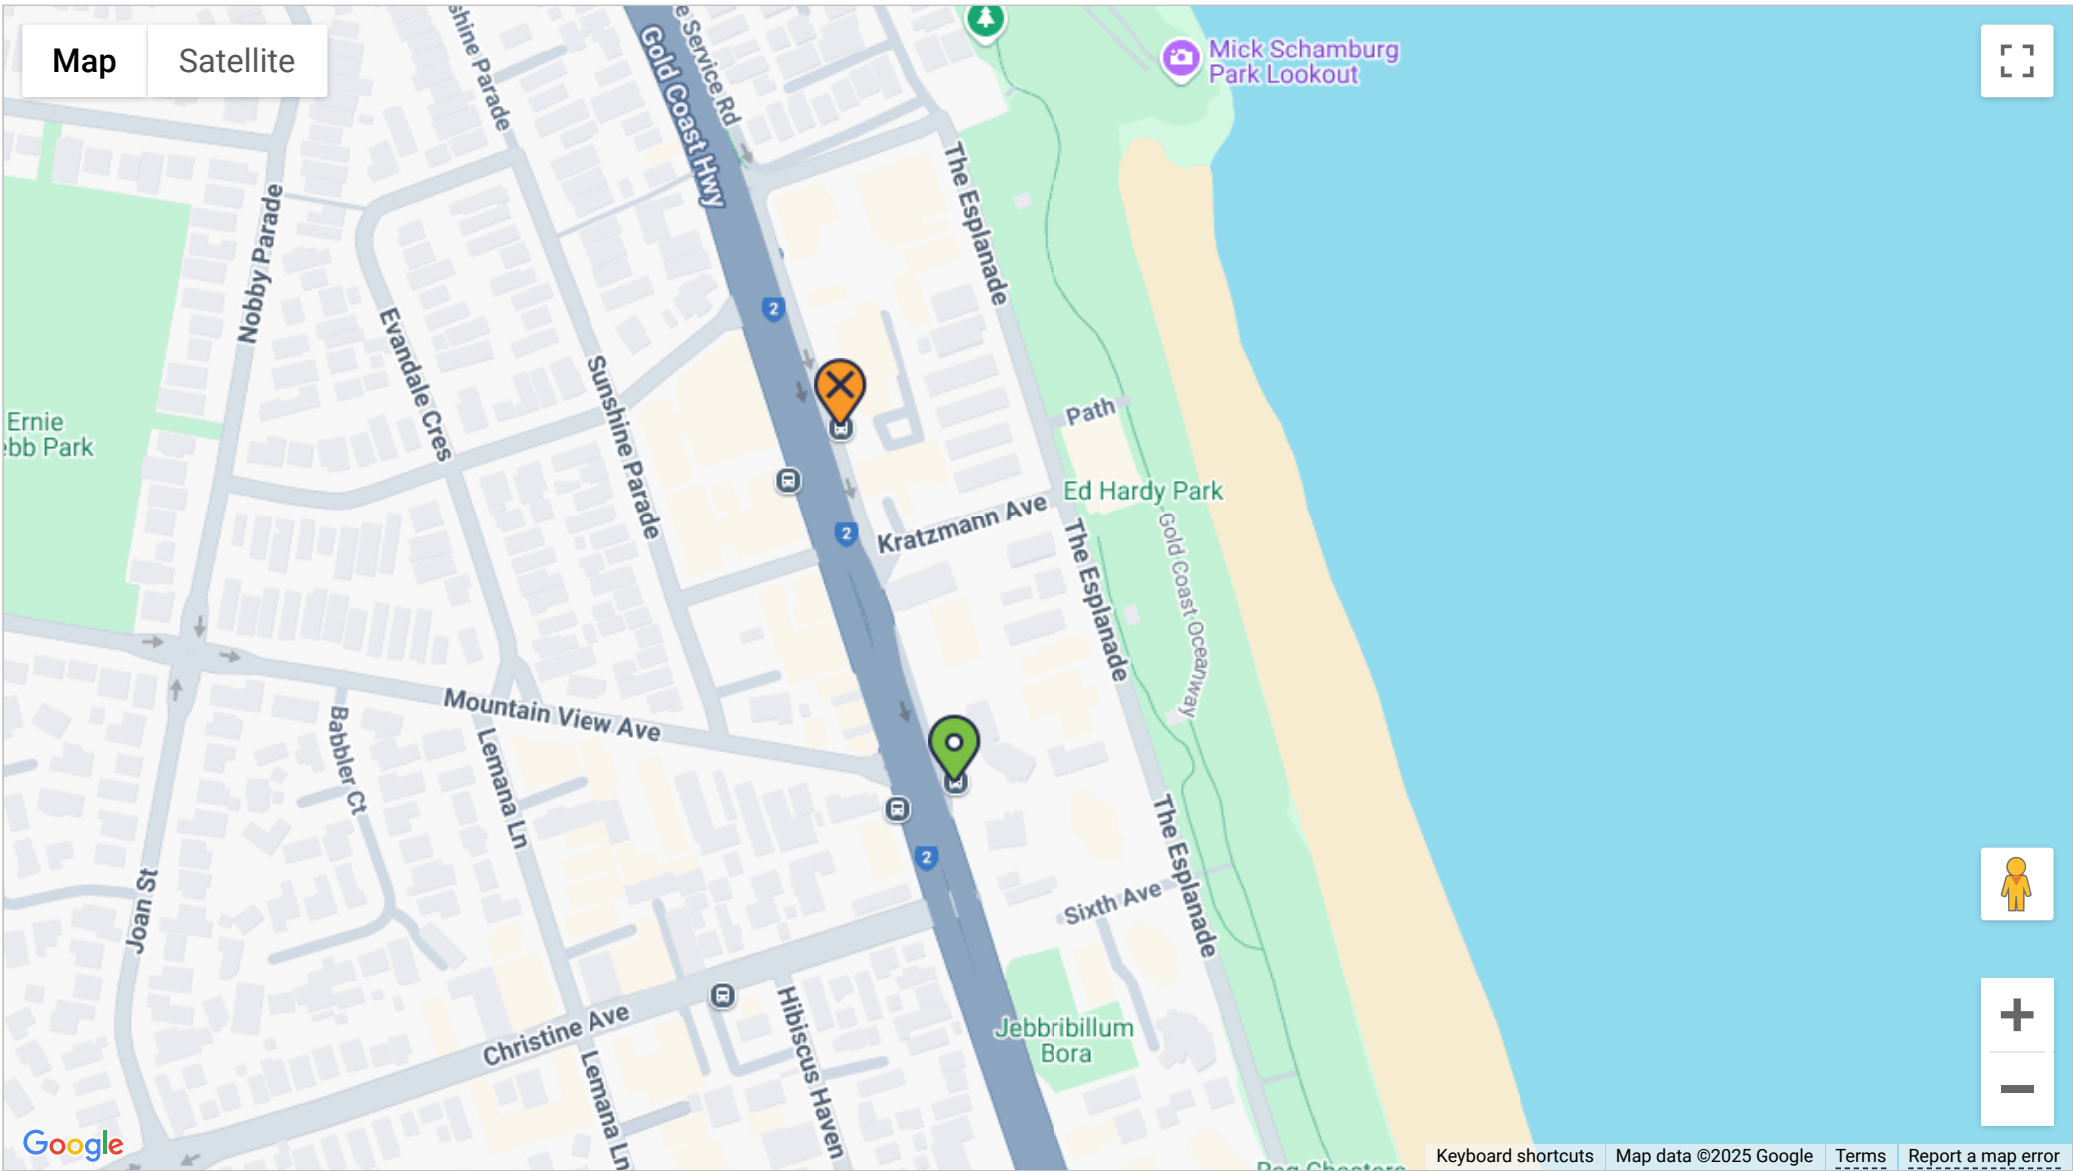 Map
Satellite
shine Parade
Gold Coast Hwy
e Service Rd
Mick Schamburg
Park Lookout
The Esplanade
Nobby Parade
2
Evandale Cres
Sunshine Parade
Path
Ernie
ebb Park
Ed Hardy Park
2
Kratzmann Ave
Gold Coast Oceanway
The Esplanade
Mountain View Ave
Babbler Ct
Lemana Ln
The Esplanade
2
Joan St
Sixth Ave
Christine Ave
Hibiscus Haven
Jebbribillum
Bora
Lemana Ln
Google
Keyboard shortcuts
Map data ©2025 Google
Terms
Report a map error